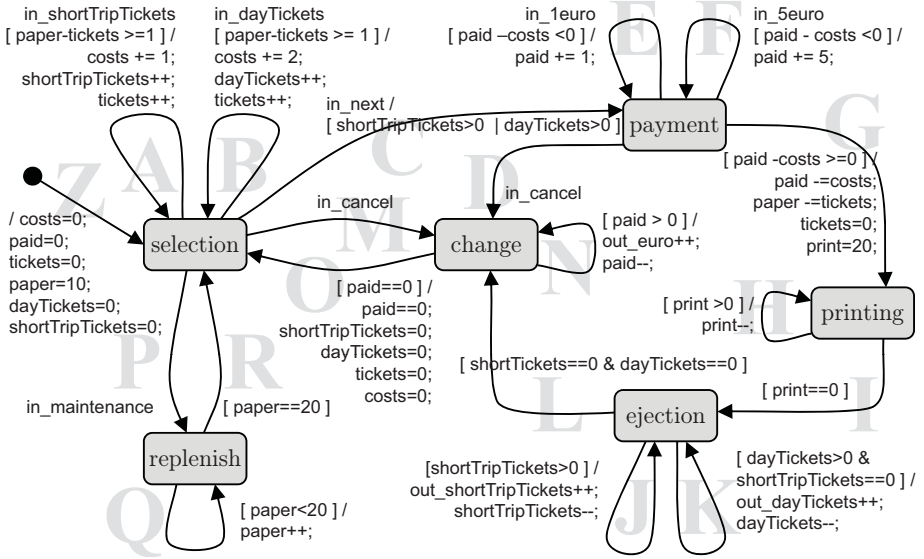 in_shortTripTickets
[ paper-tickets >=1 ] /
costs += 1;
shortTripTickets++;
tickets++;
in_dayTickets
[ paper-tickets >= 1 ] /
costs += 2;
dayTickets++;
tickets++;
in_1euro
[ paid –costs <0] /
paid += 1;
in_5euro
[ paid - costs <0] /
paid += 5;
in_next /
[ shortTripTickets>0 | dayTickets>0 ]
payment
A
B
C
D
E
F
G
Z
[ paid -costs >=0] /
paid -=costs;
paper -=tickets;
tickets=0;
print=20;
in_cancel
in_cancel
/ costs=0;
paid=0;
tickets=0;
paper=10;
dayTickets=0;
shortTripTickets=0;
selection
M
change
[ paid > 0 ] /
out_euro++;
paid--;
N
O
[ paid==0 ] /
paid==0;
shortTripTickets=0;
dayTickets=0;
tickets=0;
costs=0;
[ print >0 ] /
print--;
H
printing
P
R
[ shortTickets==0 & dayTickets==0 ]
[ print==0 ]
I
L
in_maintenance
[ paper==20 ]
ejection
replenish
Q
[ paper<20 ] /
paper++;
[shortTripTickets>0 ] /
out_shortTripTickets++;
shortTripTickets--;
J
K
[ dayTickets>0 &
shortTripTickets==0 ] /
out_dayTickets++;
dayTickets--;